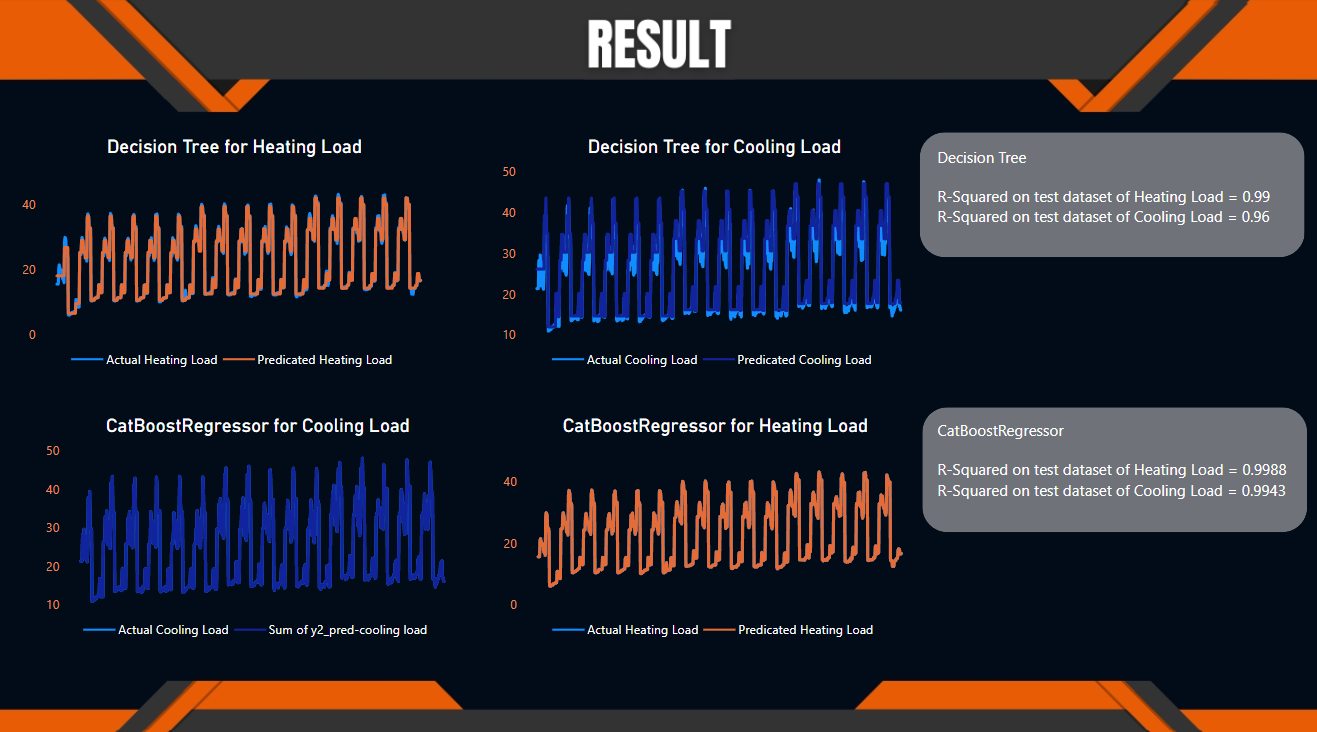 RESULT
Decision Tree for Heating Load
40
20
0
Actual Heating Load
Predicated Heating Load
Decision Tree for Cooling Load
50
40
30
20
10
Actual Cooling Load
Predicated Cooling Load
Decision Tree
R-Squared on test dataset of Heating Load = 0.99
R-Squared on test dataset of Cooling Load = 0.96
CatBoostRegressor for Cooling Load
50
40
30
20
10
Actual Cooling Load
Sum of y2_pred-cooling load
CatBoostRegressor for Heating Load
40
20
0
Actual Heating Load
Predicated Heating Load
CatBoostRegressor
R-Squared on test dataset of Heating Load = 0.9988
R-Squared on test dataset of Cooling Load = 0.9943